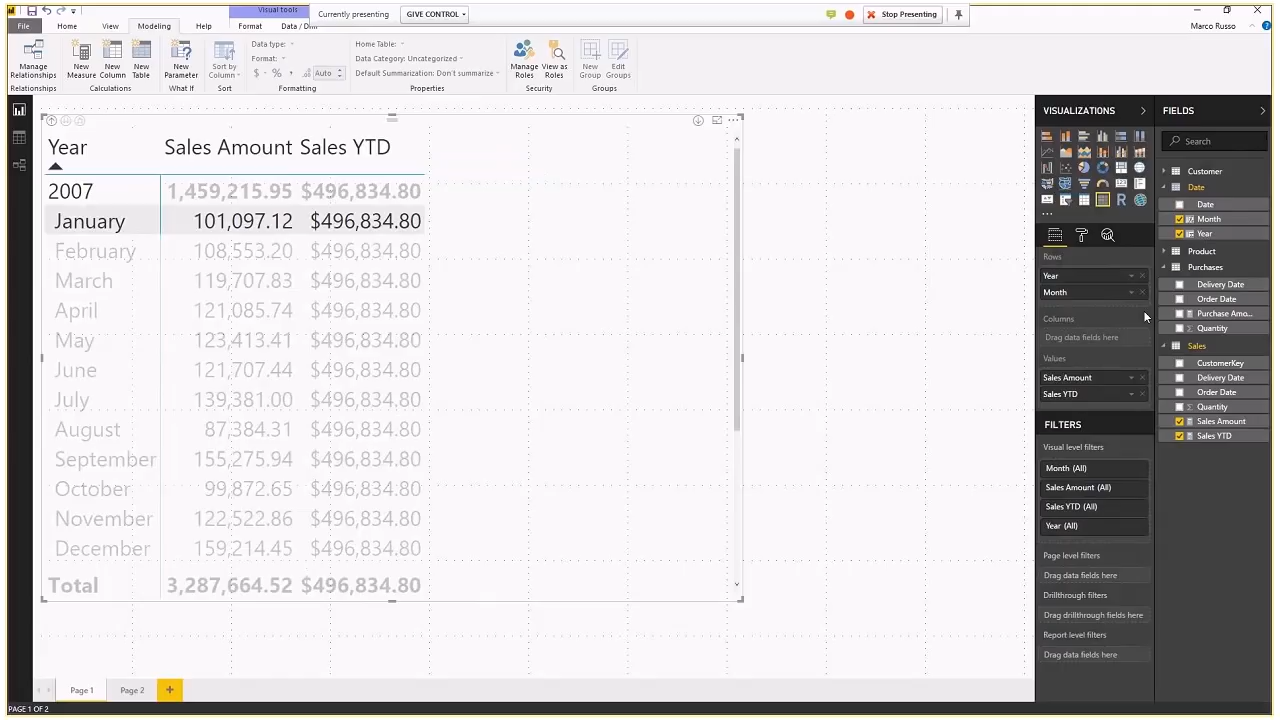 Visual tools
Currently presenting
GIVE CONTROL
Stop Presenting
Marco Russo
File
Home
View
Modeling
Help
Format
Data / Dri
Manage Relationships
New Measure
New Column
New Table
New Parameter
Sort by Column
Data type:
Format:
$ % , Auto
Home Table:
Data Category: Uncategorized
Default Summarization: Don't summarize
Manage Roles
View as Roles
New Group
Edit Groups
Relationships
Calculations
What If
Sort
Formatting
Properties
Security
Groups
Year Sales Amount Sales YTD
2007 1,459,215.95 $496,834.80
January 101,097.12 $496,834.80
February 108,553.20 $496,834.80
March 119,707.83 $496,834.80
April 121,085.74 $496,834.80
May 123,413.41 $496,834.80
June 121,707.44 $496,834.80
July 139,381.00 $496,834.80
August 87,384.31 $496,834.80
September 155,275.94 $496,834.80
October 99,872.65 $496,834.80
November 122,522.86 $496,834.80
December 159,214.45 $496,834.80
Total 3,287,664.52 $496,834.80
VISUALIZATIONS
R
Rows
Year
Month
Columns
Drag data fields here
Values
Sales Amount
Sales YTD
FILTERS
Visual level filters
Month (All)
Sales Amount (All)
Sales YTD (All)
Year (All)
Page level filters
Drag data fields here
Drillthrough filters
Drag drillthrough fields here
Report level filters
Drag data fields here
FIELDS
Search
Customer
Date
Date
Month
Year
Product
Purchases
Delivery Date
Order Date
Purchase Amo...
Quantity
Sales
CustomerKey
Delivery Date
Order Date
Quantity
Sales Amount
Sales YTD
Page 1
Page 2
PAGE 1 OF 2